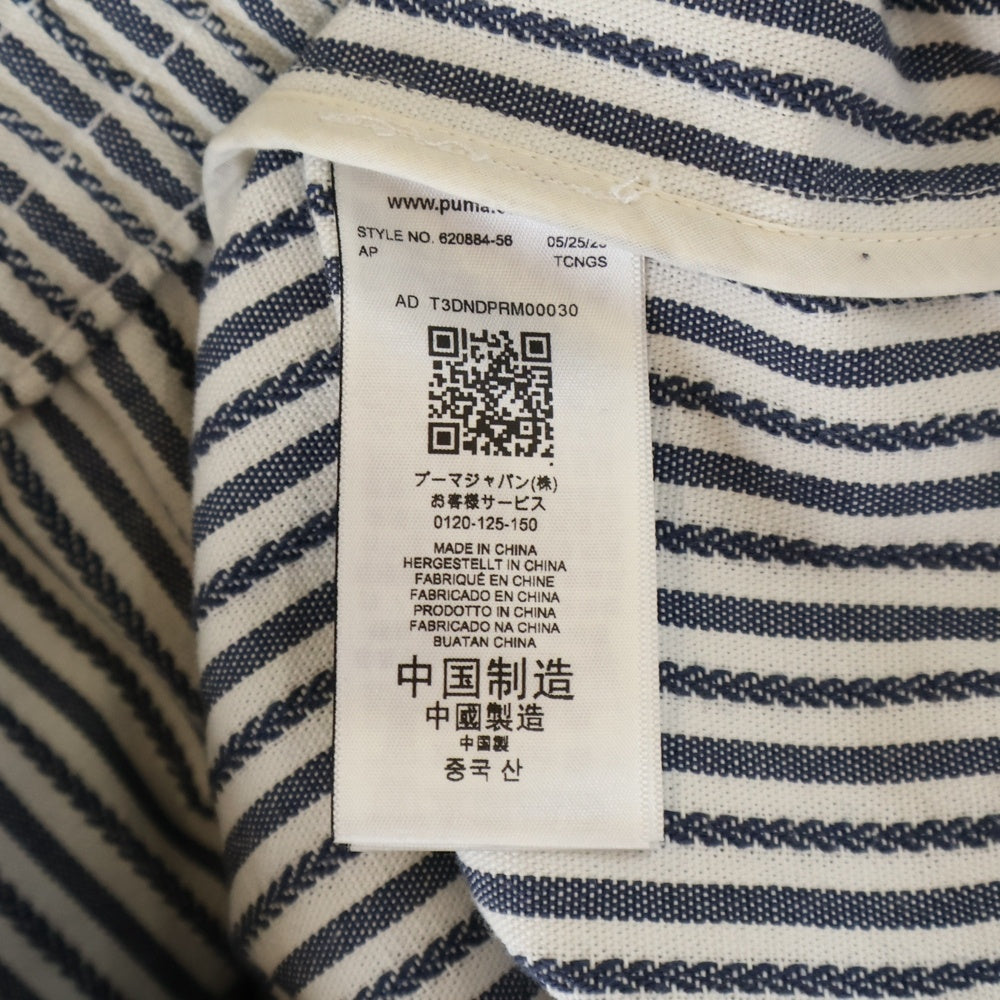 www.puma.
STYLE NO. 620884-56 05/25/
AP TCNGS
AD T3DNDPRM00030
プーマジャパン(株)
お客様サービス
0120-125-150
MADE IN CHINA
HERGESTELLT IN CHINA
FABRIQUÉ EN CHINE
FABRICADO EN CHINA
PRODOTTO IN CHINA
FABRICADO NA CHINA
BUATAN CHINA
中国制造
中國製造
中国製
중국 산